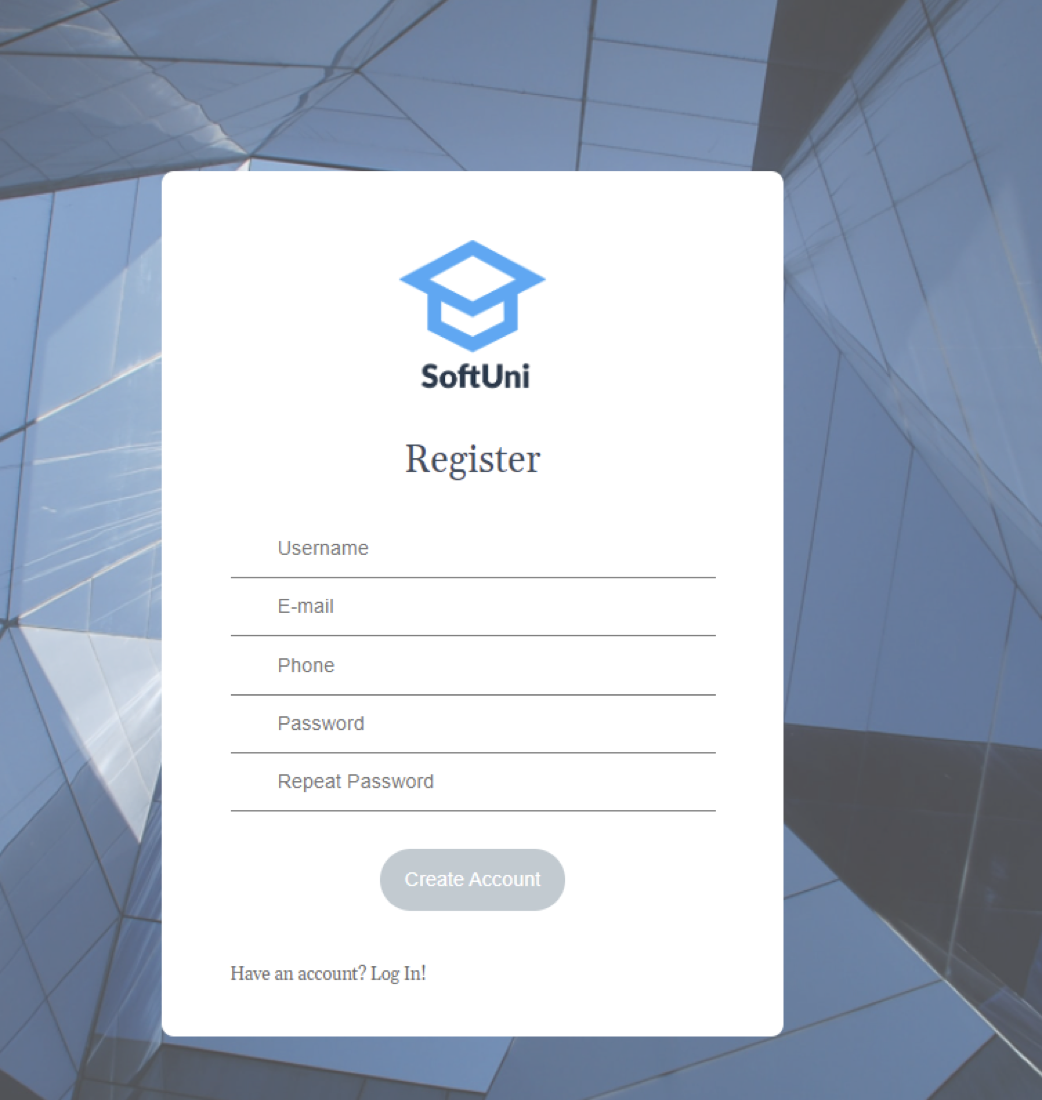 SoftUni
Register
Username
E-mail
Phone
Password
Repeat Password
Create Account
Have an account? Log In!